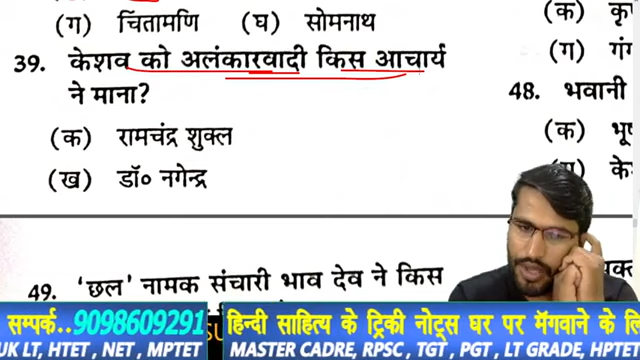 (ग) चिंतामणि (घ) सोमनाथ
39. केशव को अलंकारवादी किस आचार्य
ने माना?
(क) रामचंद्र शुक्ल
(ख) डॉ० नगेन्द्र
49. 'छल' नामक संचारी भाव देव ने किस
(क)
(ग)
48. भवानी
(क)
सम्पर्क..9098609291
हिन्दी साहित्य के ट्रिकी नोट्स घर पर मॅगवाने के
UK LT, HTET, NET, MPTET
MASTER CADRE, RPSC, TGT, PGT, LT GRADE, HPTET